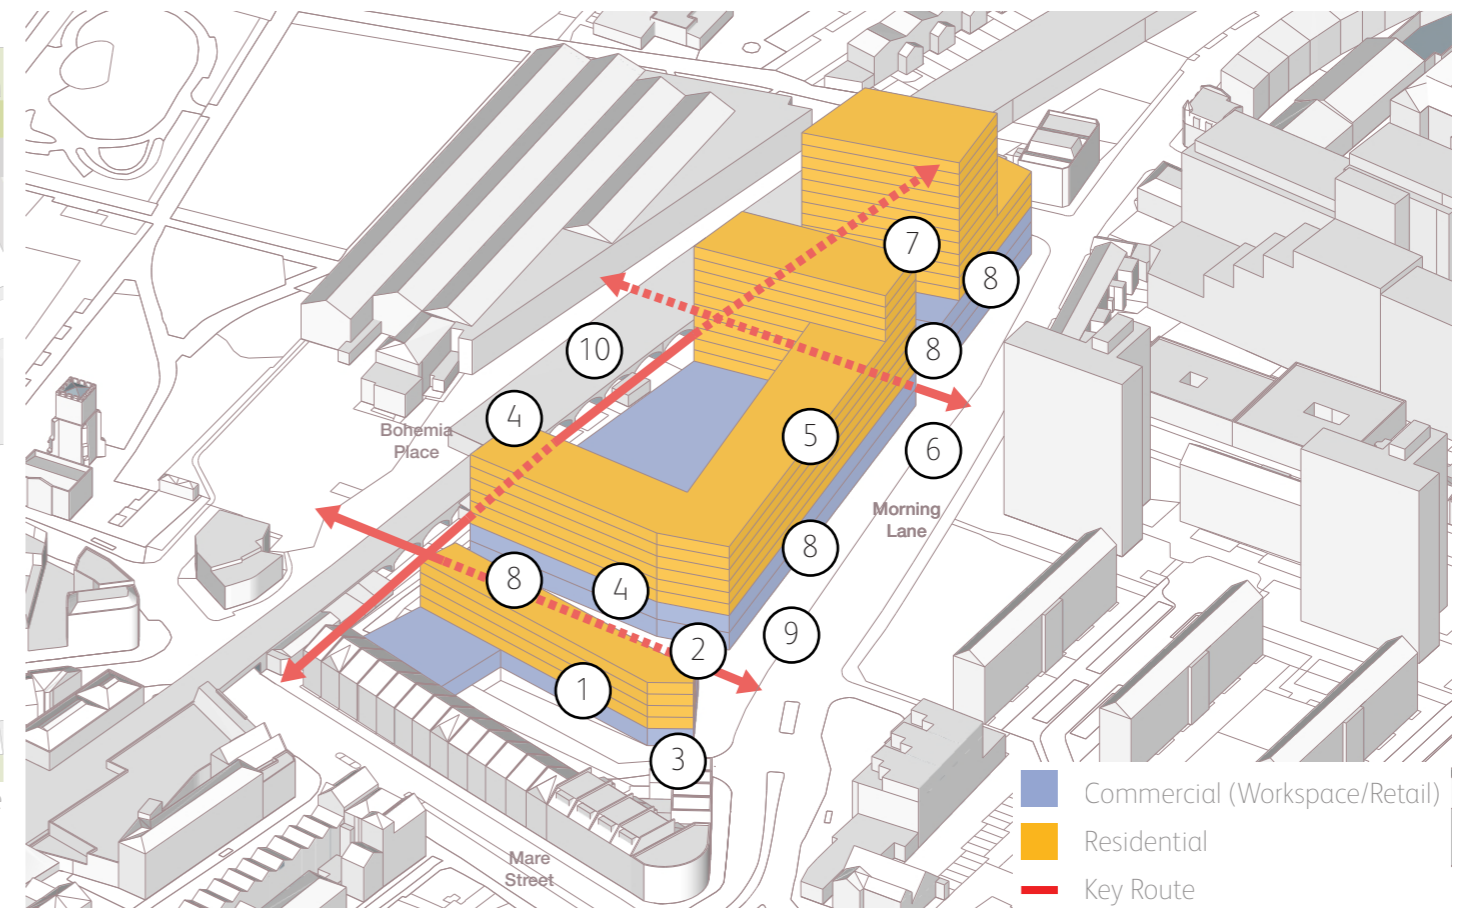 7
8
10
8
4
Bohemia
Place
5
6
Morning
Lane
8
8
4
9
2
1
3
Mare
Street
Commercial (Workspace/Retail)
Residential
Key Route